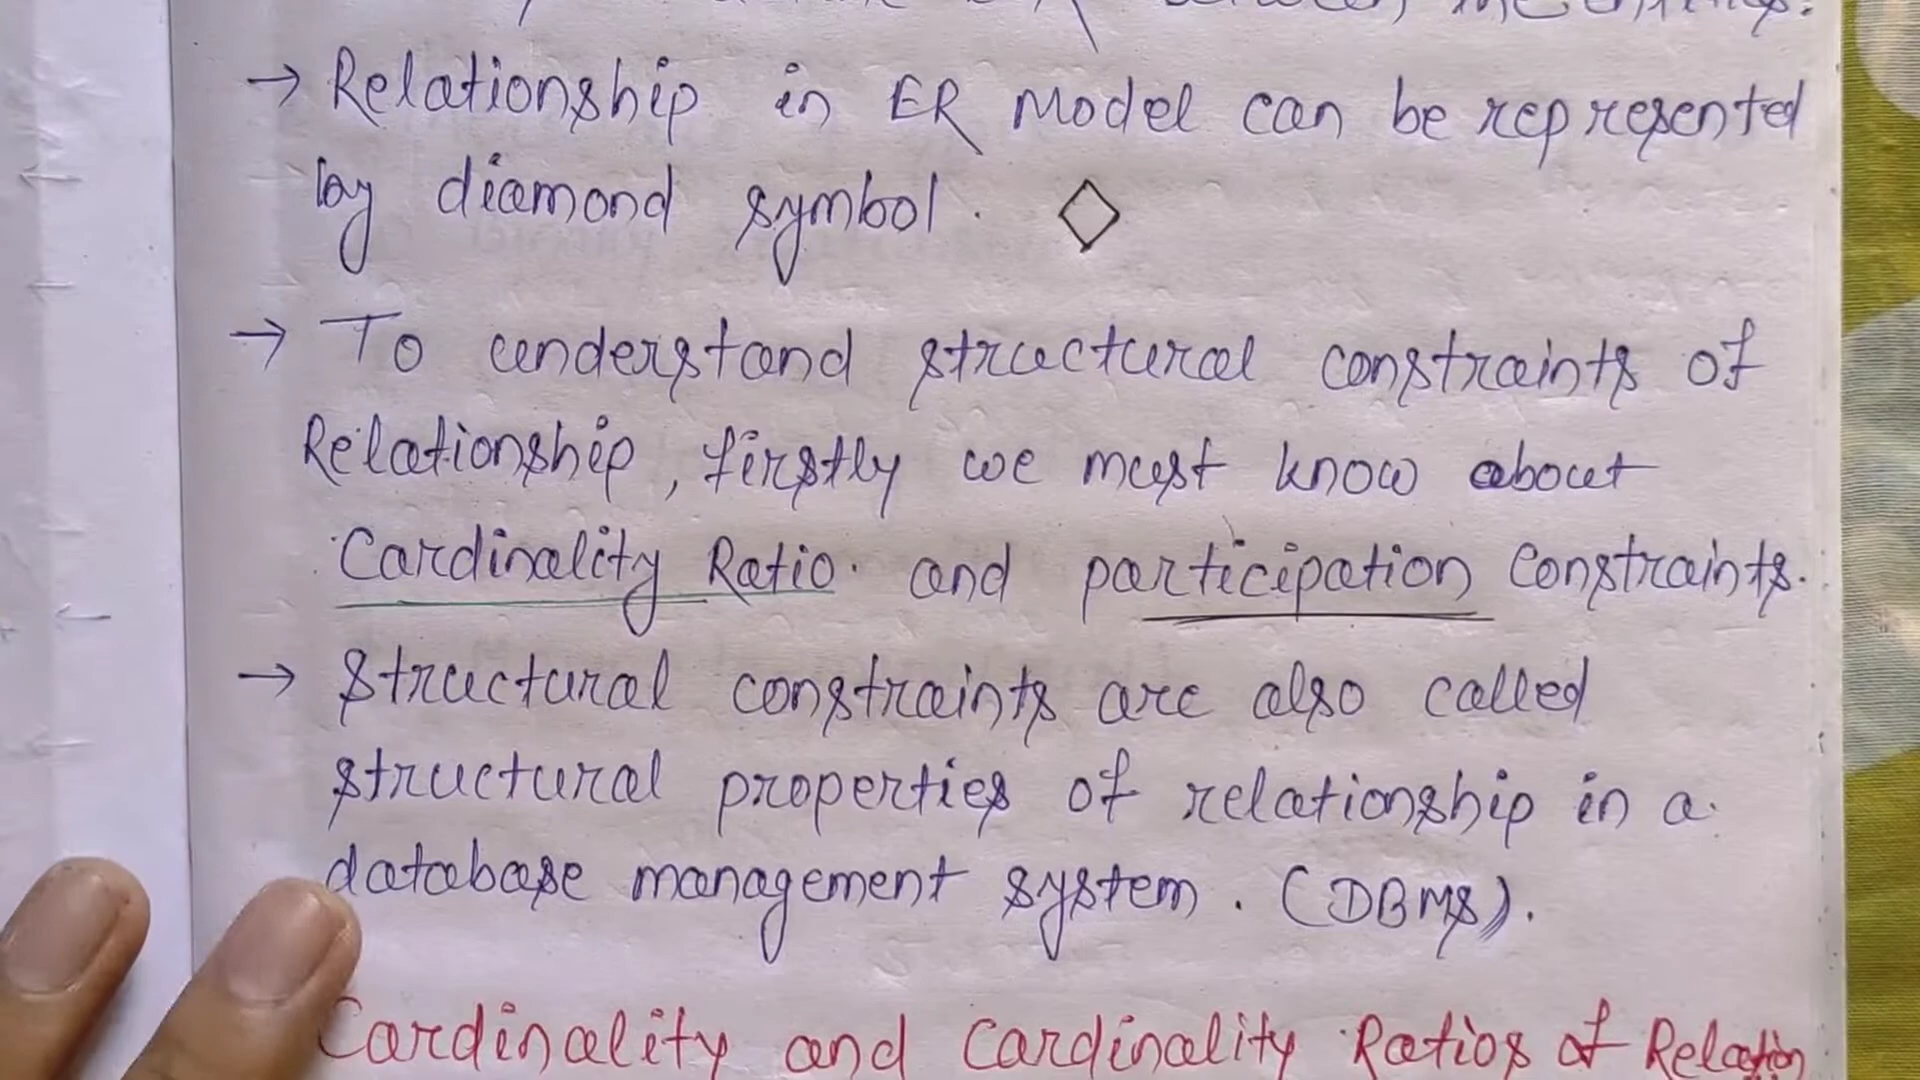 → Relationship in ER Model can be represented
by diamond symbol. ◇
→ To understand structural constraints of
Relationship, firstly we must know about
Cardinality Ratio and participation constraints.
→ Structural constraints are also called
structural properties of relationship in a
database management system. (DBMS).
Cardinality and Cardinality Ratios of Relation